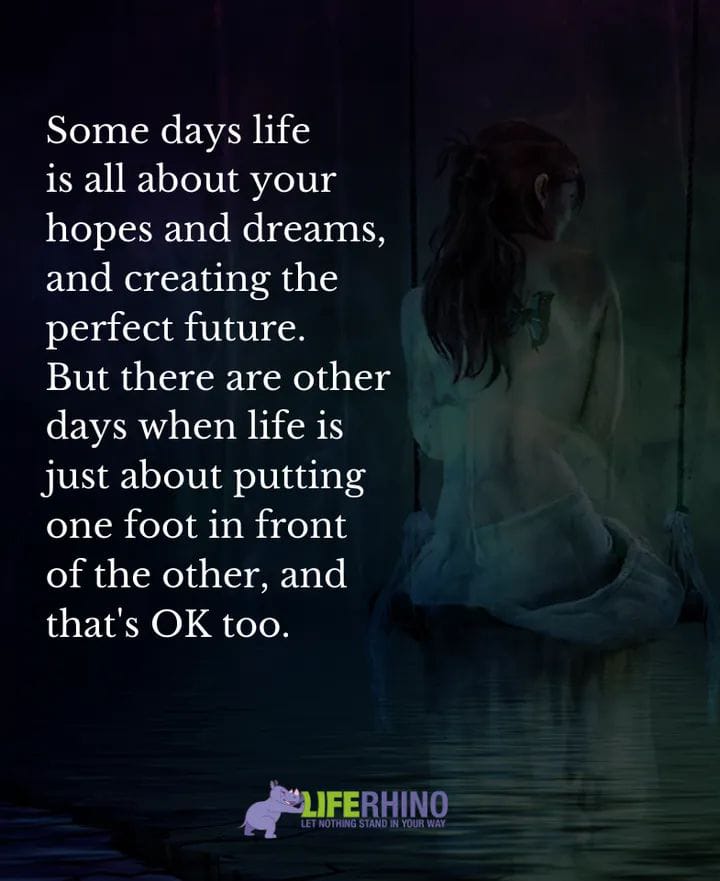 Some days life
is all about your
hopes and dreams,
and creating the
perfect future.
But there are other
days when life is
just about putting
one foot in front
of the other, and
that's OK too.
LIFERHINO
LET NOTHING STAND IN YOUR WAY